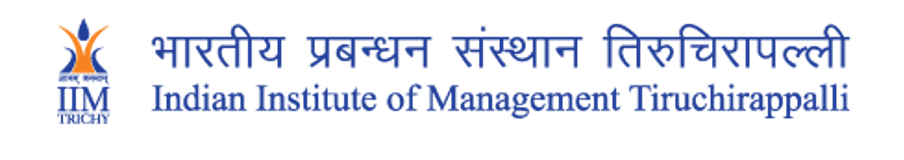 भारतीय प्रबन्धन संस्थान तिरुचिरापल्ली
Indian Institute of Management Tiruchirappalli
IIM
TRICHY